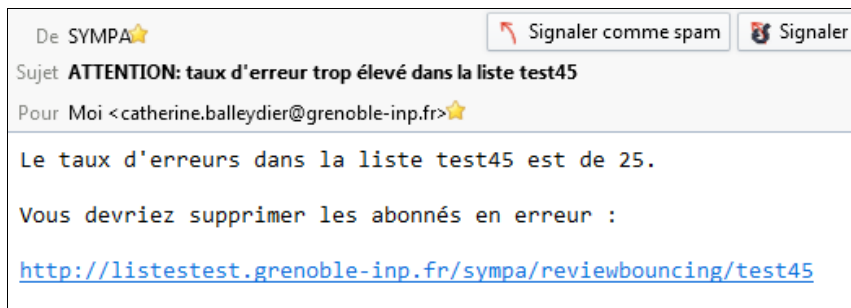 De SYMPA
Signaler comme spam
Signaler
Sujet ATTENTION: taux d'erreur trop élevé dans la liste test45
Pour Moi <catherine.balleydier@grenoble-inp.fr>
Le taux d'erreurs dans la liste test45 est de 25.
Vous devriez supprimer les abonnés en erreur :
http://listestest.grenoble-inp.fr/sympa/reviewbouncing/test45